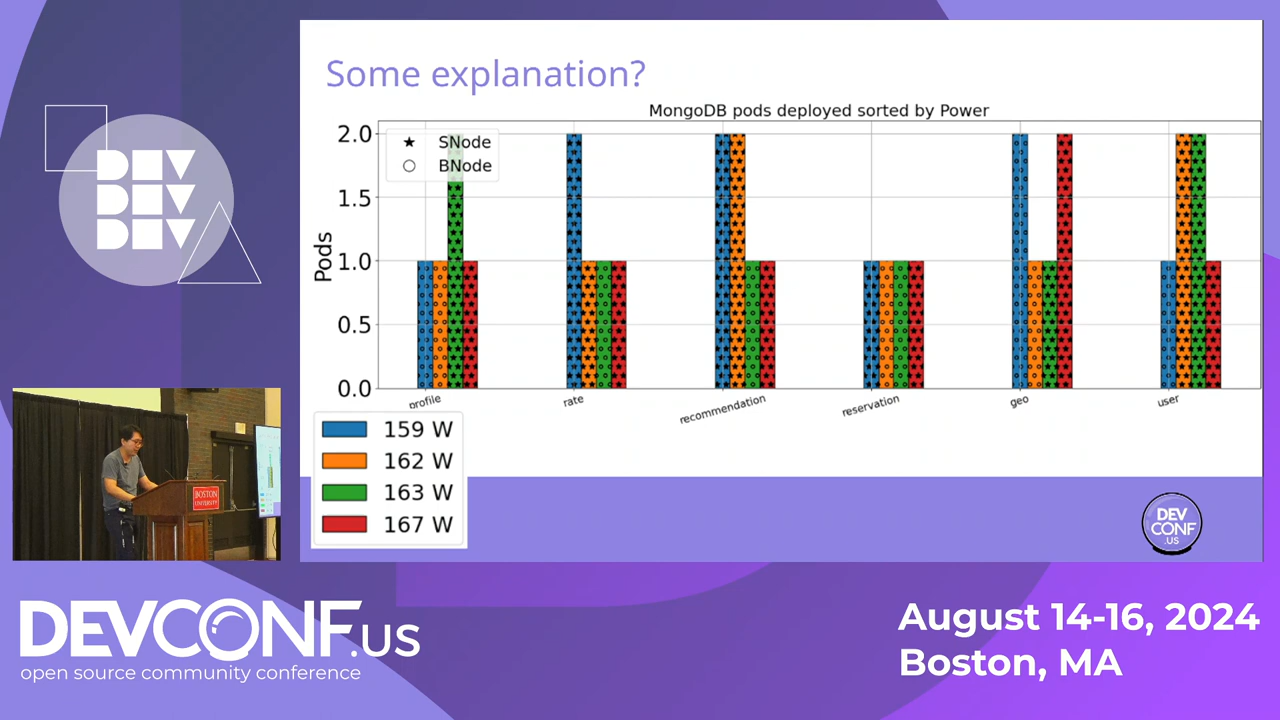 Some explanation?
MongoDB pods deployed sorted by Power
SNode
BNode
Pods
2.0
1.5
1.0
0.5
0.0
profile
rate
recommendation
reservation
geo
user
159 W
162 W
163 W
167 W
DEV
CONF
.US
DEV
DEV
DEV
BOSTON
UNIVERSITY
DEVCONF.US
open source community conference
August 14-16, 2024
Boston, MA